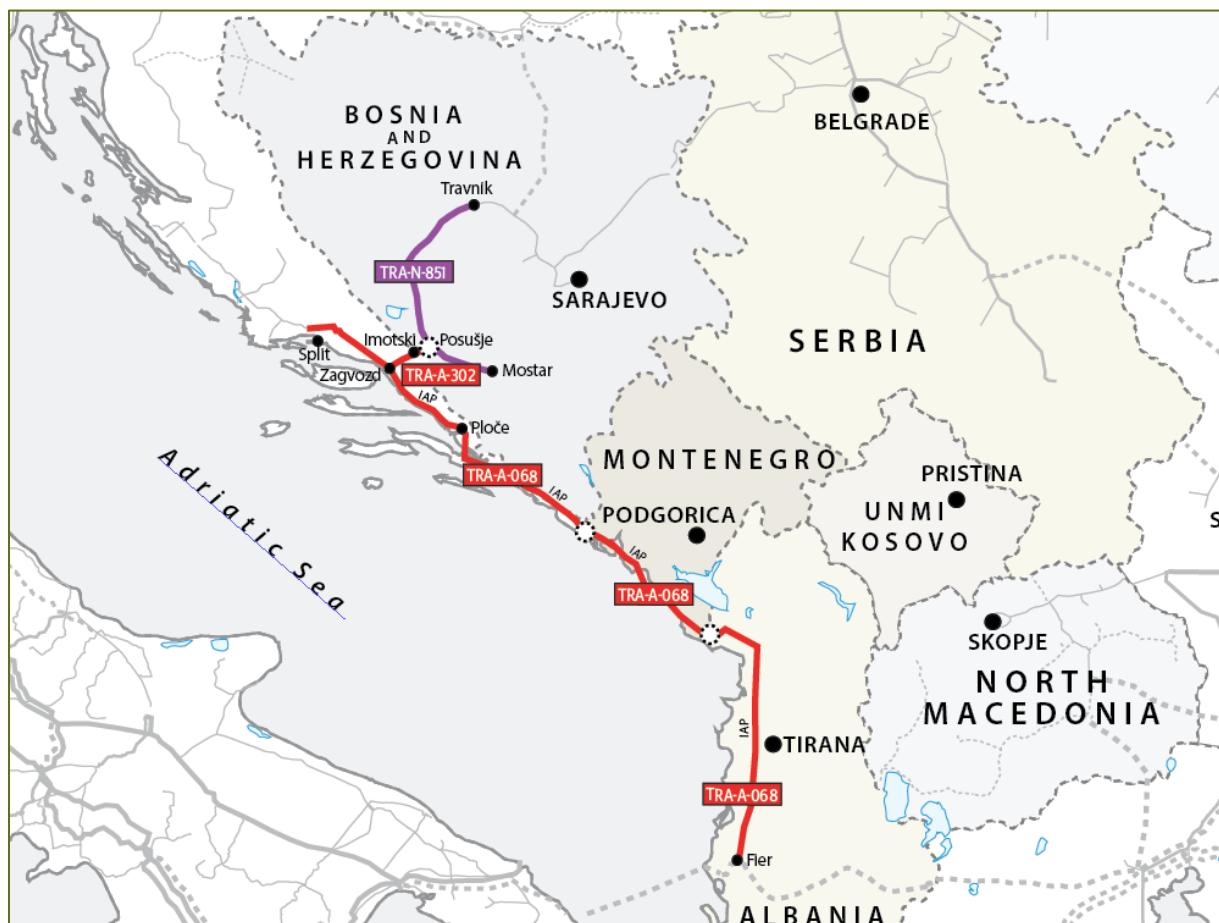 BOSNIA
AND
HERZEGOVINA
BELGRADE
Travnik
TRA-N-851
SARAJEVO
SERBIA
Imotski
Posušje
Split
Zagvozd
TRA-A-302
Mostar
IAP
Ploče
MONTENEGRO
TRA-A-068
IAP
PRISTINA
PODGORICA
UNMI
KOSOVO
S
Adriatic Sea
IAP
TRA-A-068
SKOPJE
NORTH
MACEDONIA
IAP
TIRANA
TRA-A-068
Fier
ALBANIA